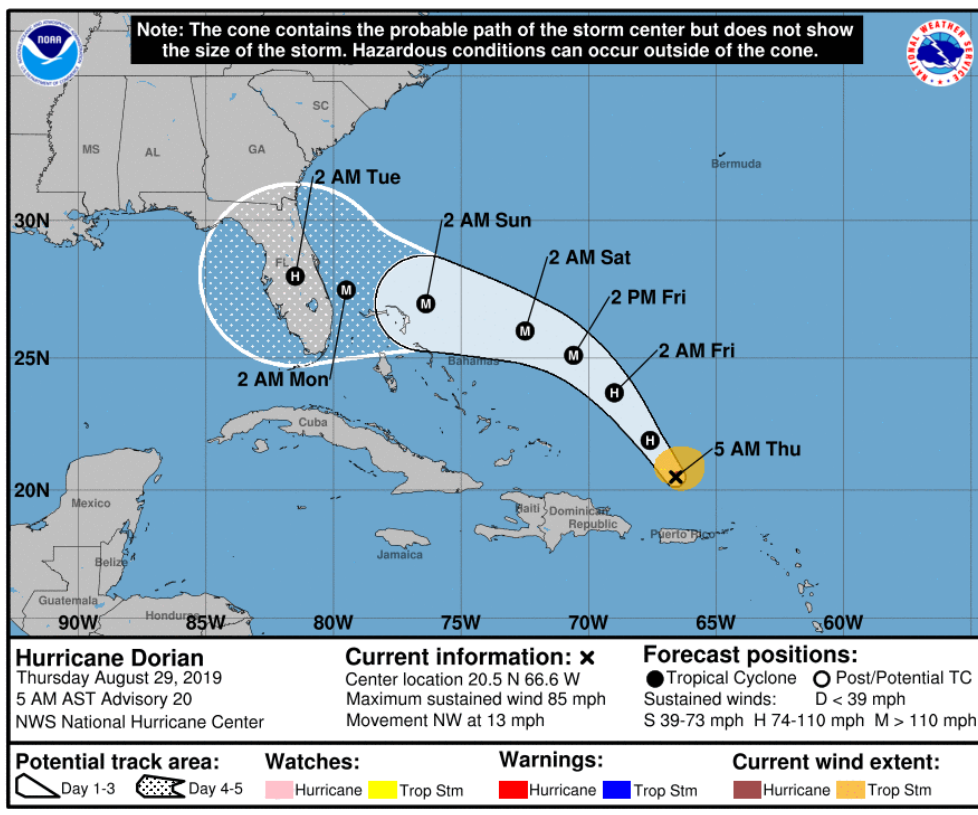 Note: The cone contains the probable path of the storm center but does not show
the size of the storm. Hazardous conditions can occur outside of the cone.
NOAA
NATIONAL WEATHER SERVICE
SC
MS
AL
GA
Bermuda
2 AM Tue
30N
2 AM Sun
FL
2 AM Sat
2 PM Fri
25N
Bahamas
2 AM Fri
2 AM Mon
Cuba
5 AM Thu
20N
Mexico
Haiti
Dominican
Republic
Puerto Rico
Jamaica
Belize
Guatemala
Honduras
90W
85W
80W
75W
70W
65W
60W
M
M
M
M
H
H
H
Hurricane Dorian
Thursday August 29, 2019
5 AM AST Advisory 20
NWS National Hurricane Center
Current information: ×
Center location 20.5 N 66.6 W
Maximum sustained wind 85 mph
Movement NW at 13 mph
Forecast positions:
Tropical Cyclone Post/Potential TC
Sustained winds: D < 39 mph
S 39-73 mph H 74-110 mph M > 110 mph
Potential track area:
Day 1-3 Day 4-5
Watches:
Hurricane Trop Stm
Warnings:
Hurricane Trop Stm
Current wind extent:
Hurricane Trop Stm